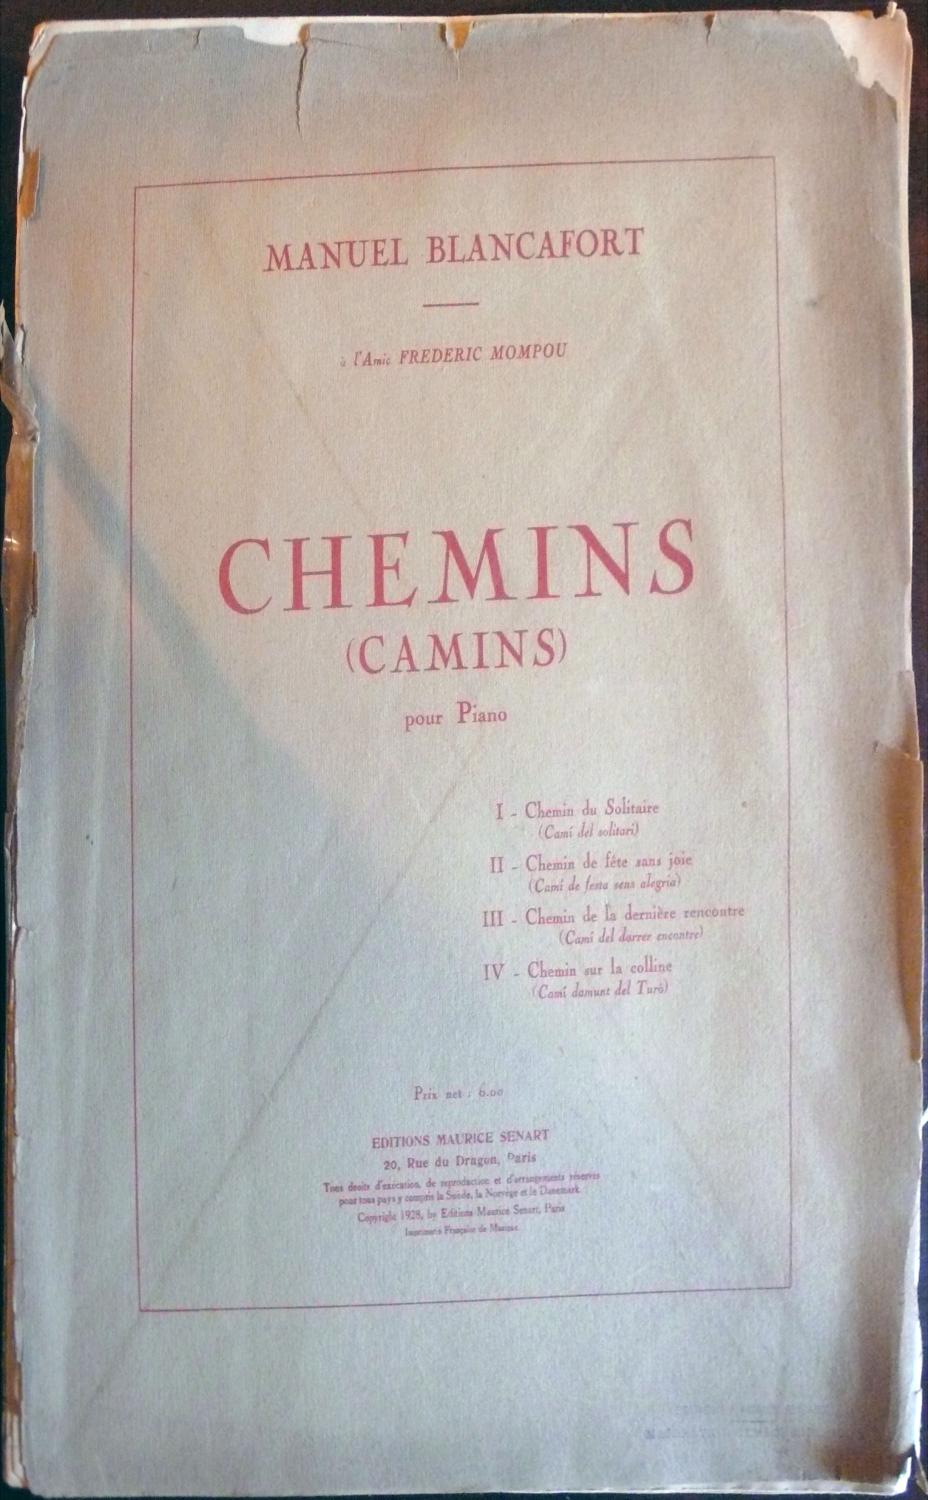 MANUEL BLANCAFORT
à l'Amic FREDERIC MOMPOU
CHEMINS
(CAMINS)
pour Piano
I - Chemin du Solitaire
(Camí del solitari)
II - Chemin de fête sans joie
(Camí de festa sens alegria)
III - Chemin de la dernière rencontre
(Camí del darrer encontre)
IV - Chemin sur la colline
(Camí damunt del Turó)
Prix net : 6.00
EDITIONS MAURICE SENART
20, Rue du Dragon, Paris
Tous droits d'exécution, de reproduction et d'arrangements réservés
pour tous pays y compris la Suède, la Norvège et le Danemark
Copyright 1928, by Editions Maurice Senart, Paris
Imprimerie Française de Musique